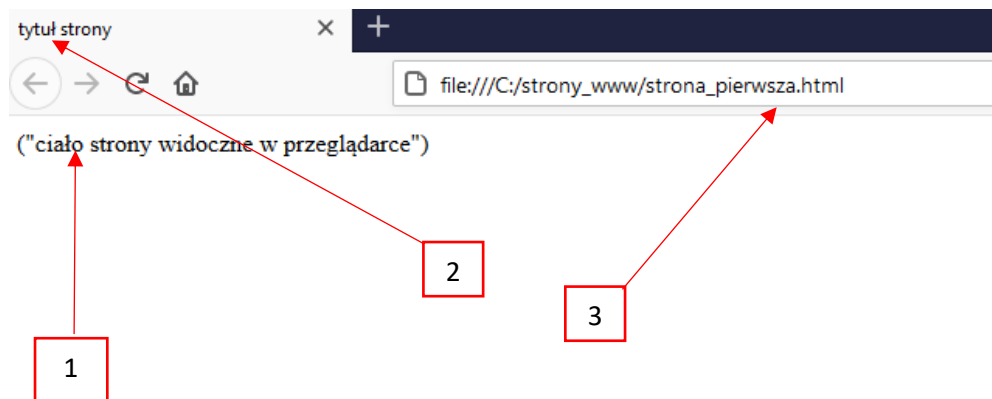 tytuł strony
file:///C:/strony_www/strona_pierwsza.html
("ciało strony widoczne w przeglądarce")
2
3
1